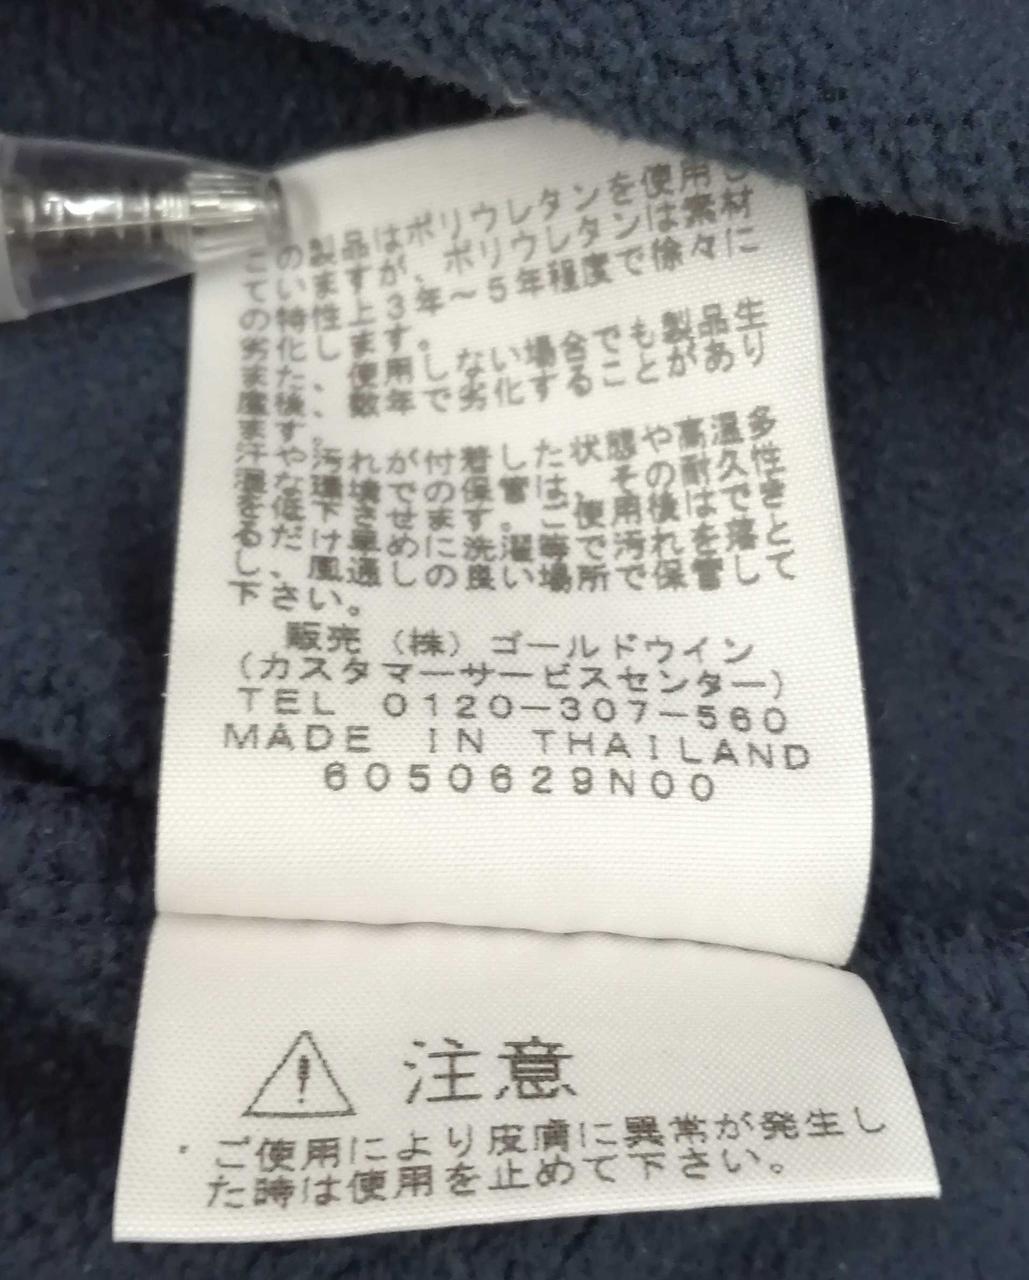 この製品はポリウレタンを使用し
ていますが、ポリウレタンは素材
の特性上3年～5年程度で徐々に
劣化します。
また、使用しない場合でも製品生
産後、数年で劣化することがあり
ます。
汗や汚れが付着した状態や高温多
湿な環境での保管は、その耐久性
を低下させます。ご使用後はでき
るだけ早めに洗濯等で汚れを落と
し、風通しの良い場所で保管して
下さい。
販売 （株）ゴールドウイン
（カスタマーサービスセンター）
TEL 0120-307-560
MADE IN THAILAND
6050629N00
注意
・ご使用により皮膚に異常が発生し
た時は使用を止めて下さい。